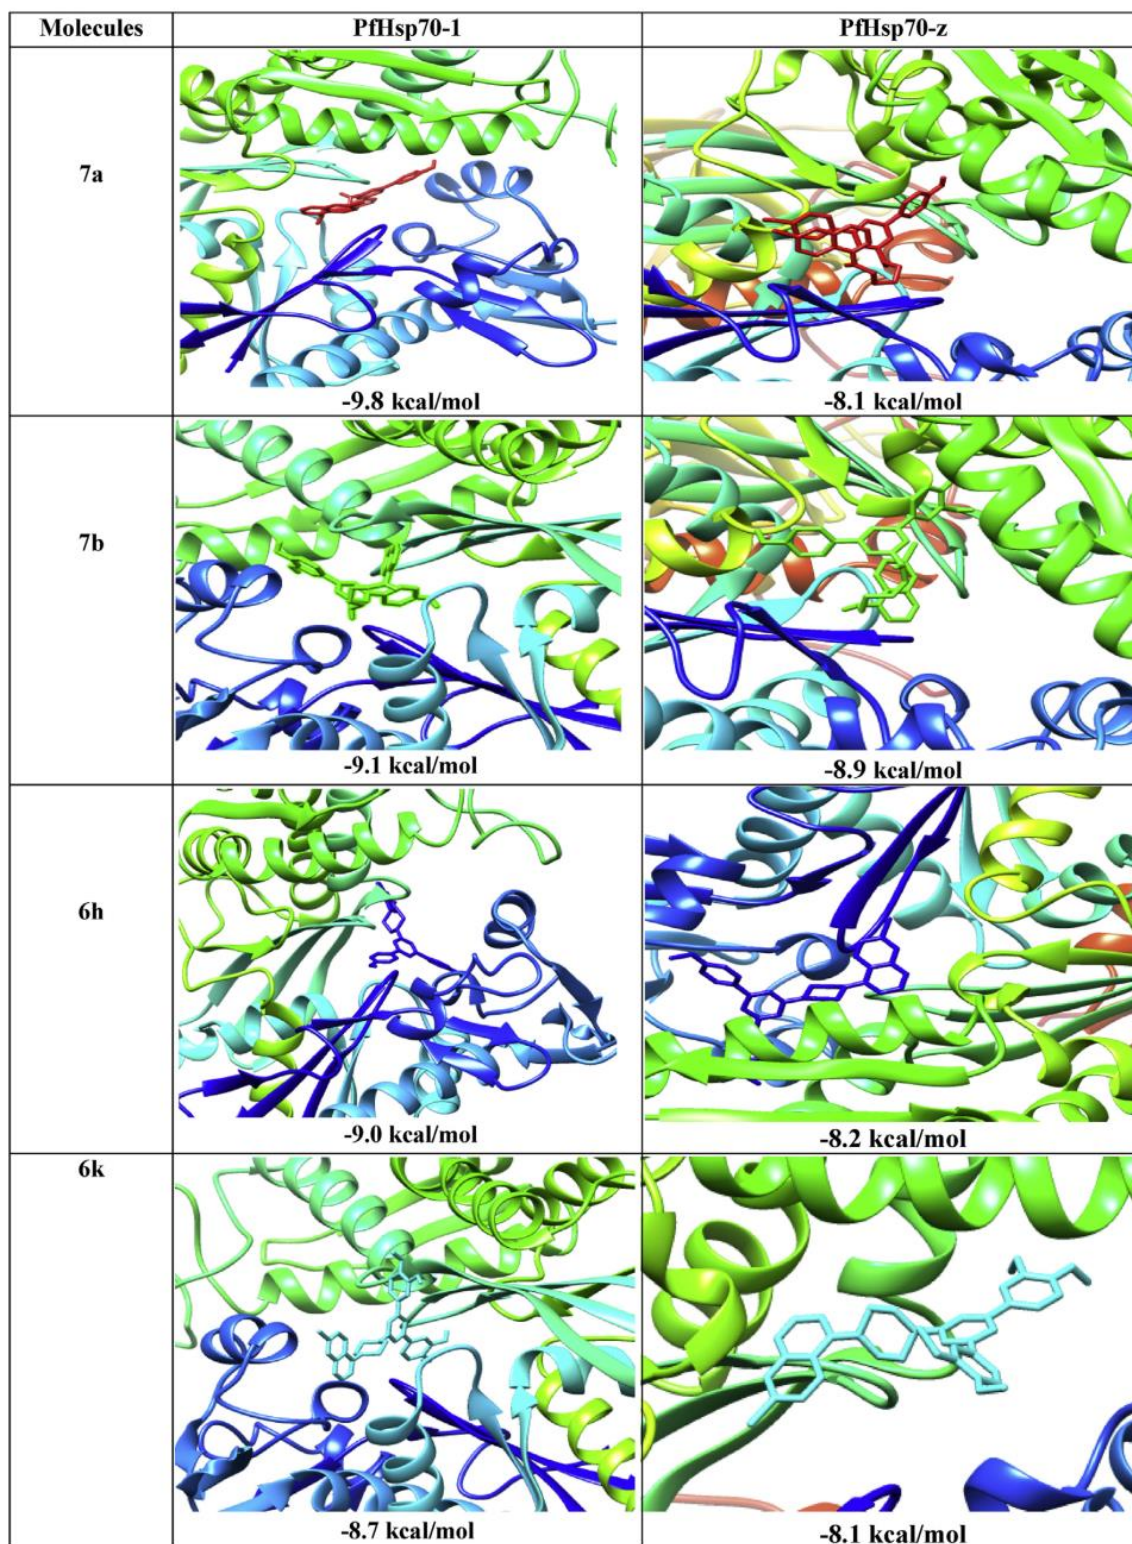 Molecules PfHsp70-1 PfHsp70-z
7a
-9.8 kcal/mol -8.1 kcal/mol
7b
-9.1 kcal/mol -8.9 kcal/mol
6h
-9.0 kcal/mol -8.2 kcal/mol
6k
-8.7 kcal/mol -8.1 kcal/mol